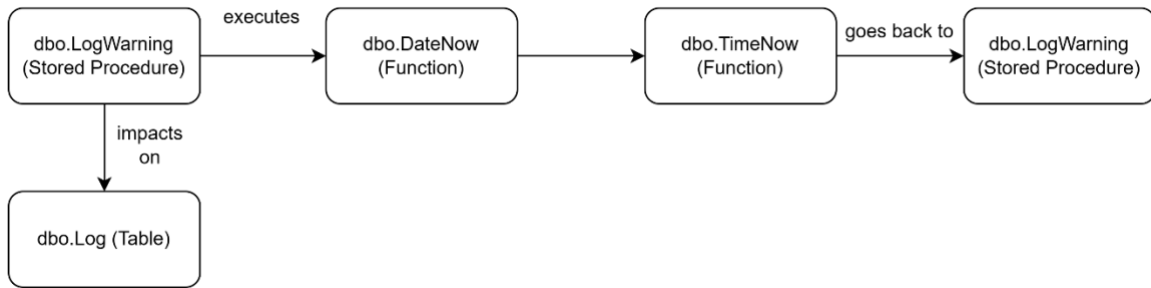 executes
dbo.LogWarning
(Stored Procedure)
dbo.DateNow
(Function)
dbo.TimeNow
(Function)
goes back to
dbo.LogWarning
(Stored Procedure)
impacts
on
dbo.Log (Table)